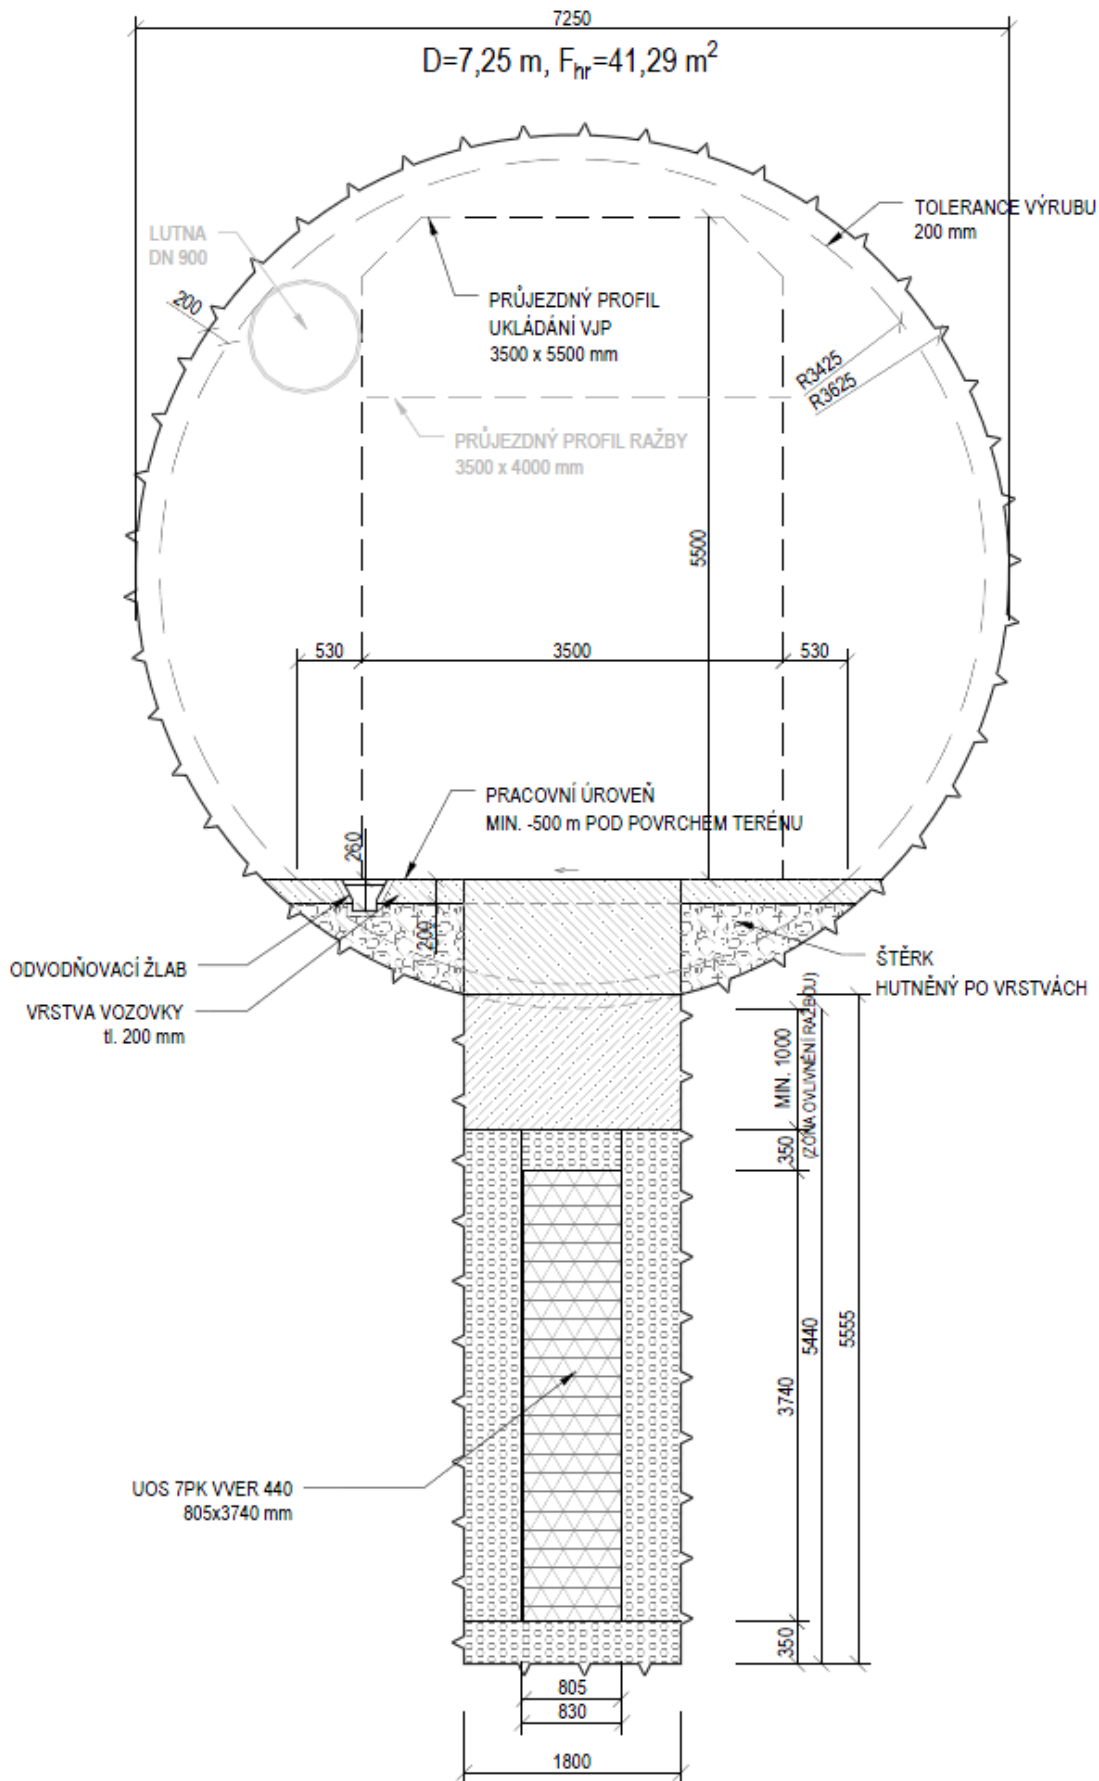 7250
D=7,25 m, Fhr=41,29 m²
LUTNA
DN 900
200
TOLERANCE VÝRUBU
200 mm
PRŮJEZDNÝ PROFIL
UKLÁDÁNÍ VJP
3500 x 5500 mm
R3425
R3625
PRŮJEZDNÝ PROFIL RAŽBY
3500 x 4000 mm
5500
530
3500
530
PRACOVNÍ ÚROVEŇ
MIN. -500 m POD POVRCHEM TERÉNU
260
200
ODVODŇOVACÍ ŽLAB
VRSTVA VOZOVKY
tl. 200 mm
ŠTĚRK
HUTNĚNÝ PO VRSTVÁCH
MIN. 1000
(ZÓNA OVLIVNĚNÍ RAŽBOU)
350
5440
5555
3740
UOS 7PK VVER 440
805x3740 mm
350
805
830
1800